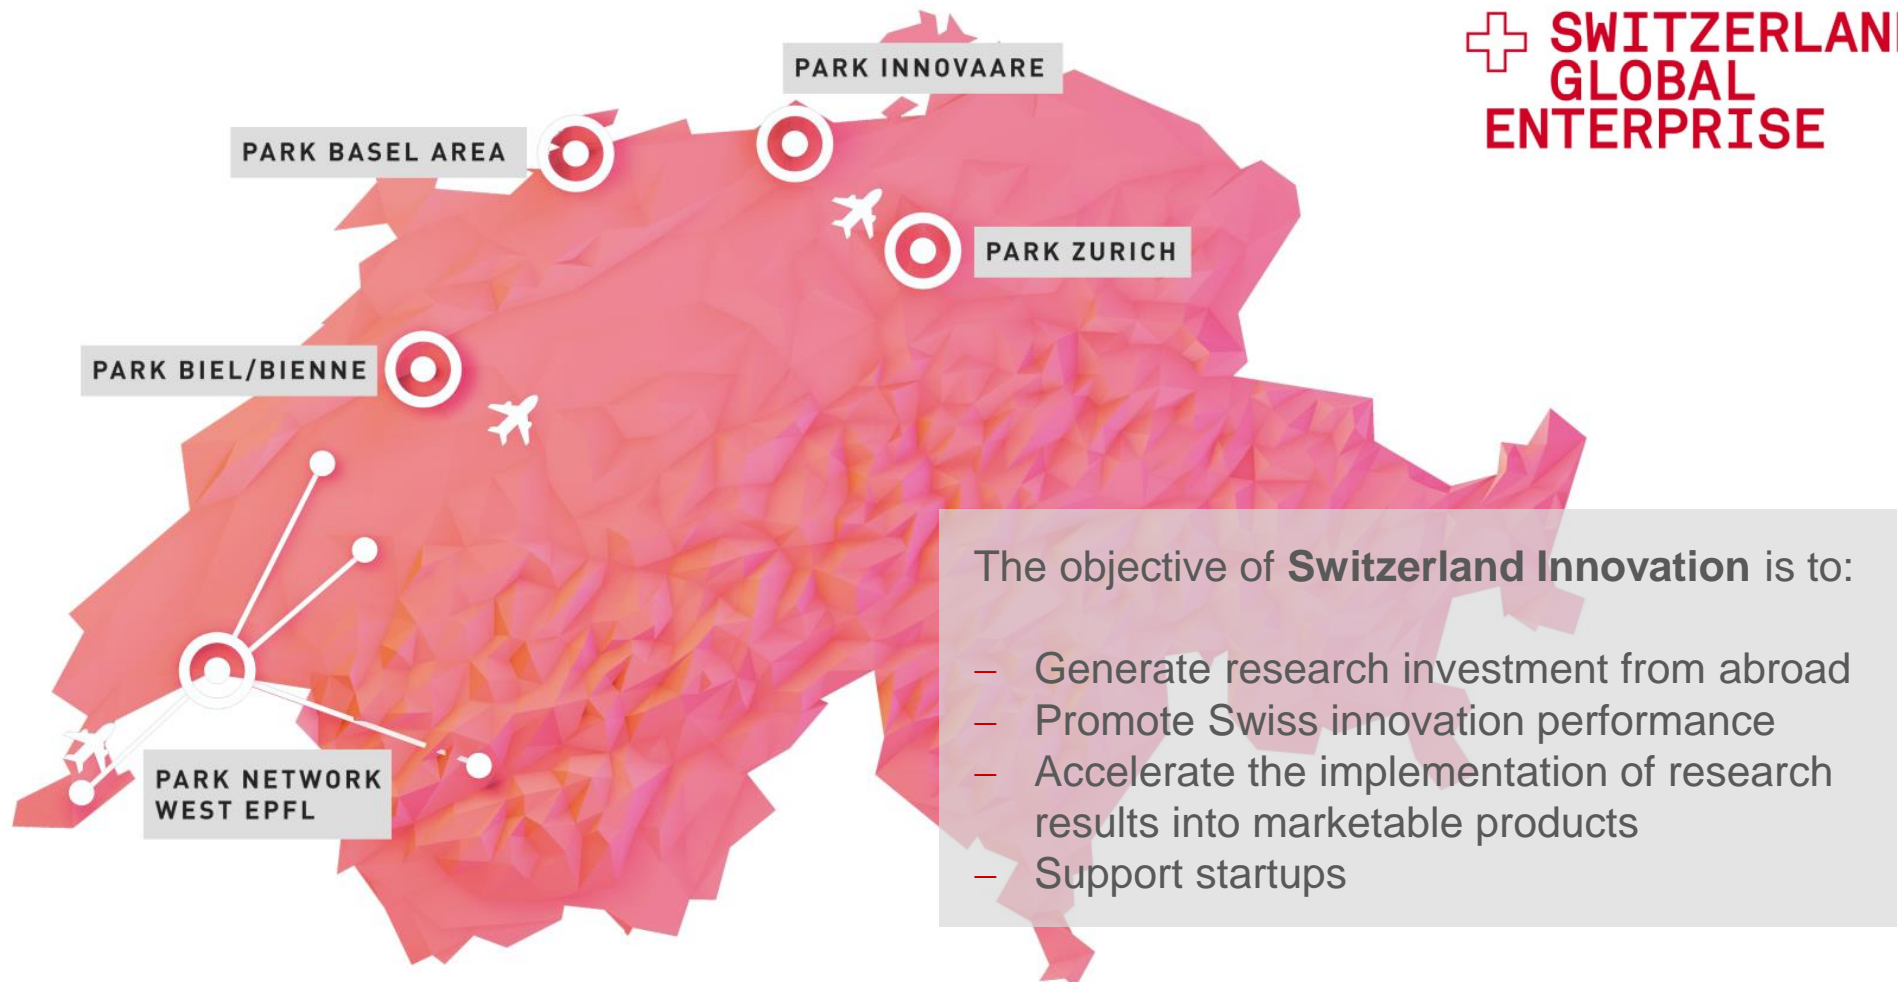 SWITZERLAND
GLOBAL
ENTERPRISE
PARK INNOVAARE
PARK BASEL AREA
PARK ZURICH
PARK BIEL/BIENNE
PARK NETWORK
WEST EPFL
The objective of Switzerland Innovation is to:
– Generate research investment from abroad
– Promote Swiss innovation performance
– Accelerate the implementation of research
results into marketable products
– Support startups